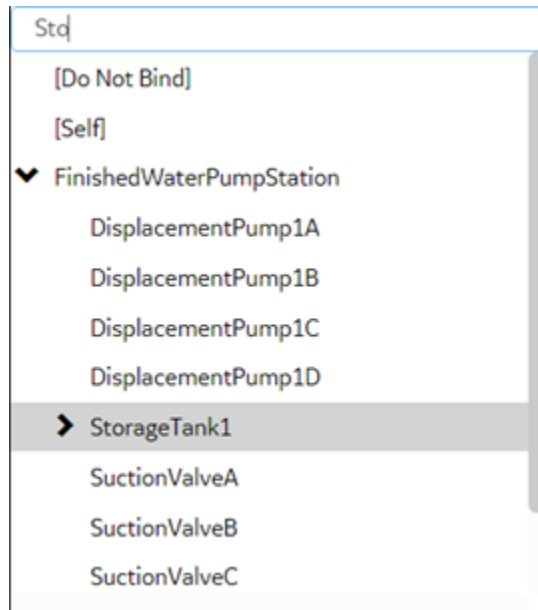 Sto
[Do Not Bind]
[Self]
FinishedWaterPumpStation
DisplacementPump1A
DisplacementPump1B
DisplacementPump1C
DisplacementPump1D
StorageTank1
SuctionValveA
SuctionValveB
SuctionValveC